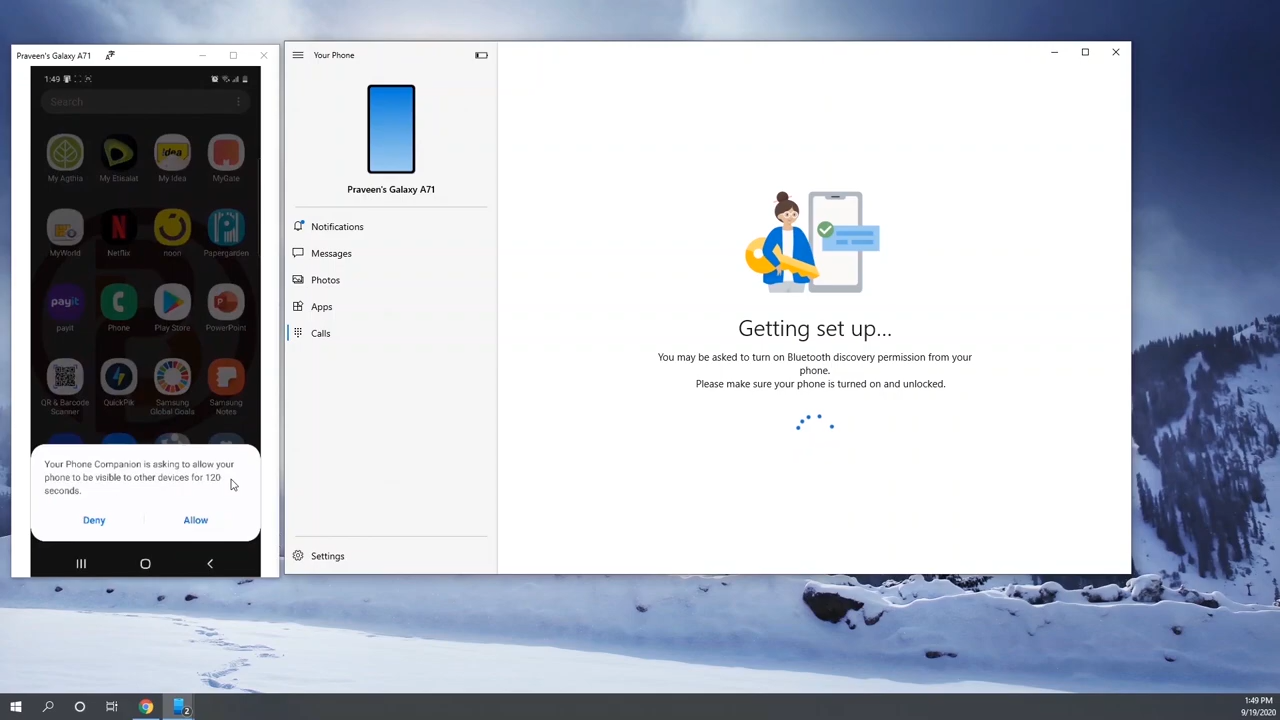 Praveen's Galaxy A71
1:49
Search
My Agthia
My Etisalat
My Idea
MyGate
MyWorld
Netflix
noon
Papergarden
payit
Phone
Play Store
PowerPoint
QR & Barcode
Scanner
QuickPik
Samsung
Global Goals
Samsung
Notes
Your Phone Companion is asking to allow your
phone to be visible to other devices for 120
seconds.
Deny
Allow
Your Phone
Praveen's Galaxy A71
Notifications
Messages
Photos
Apps
Calls
Settings
Getting set up...
You may be asked to turn on Bluetooth discovery permission from your
phone.
Please make sure your phone is turned on and unlocked.
2
1:49 PM
9/19/2020